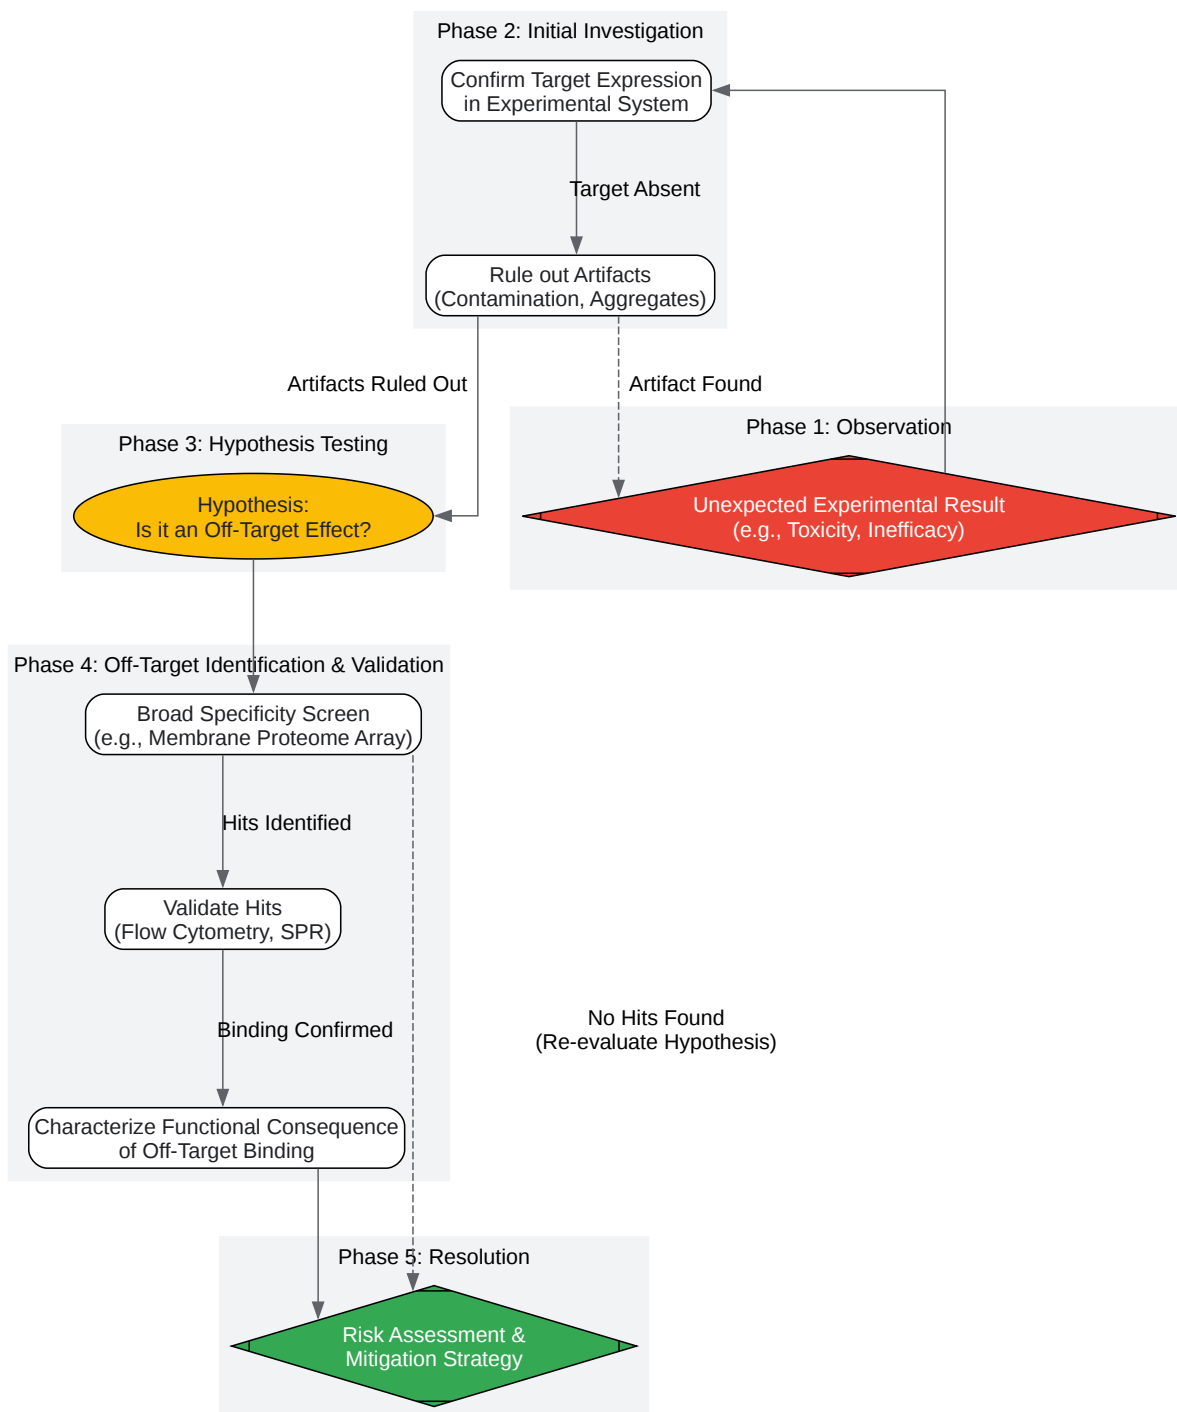 Phase 2: Initial Investigation
Confirm Target Expression
in Experimental System
Target Absent
Rule out Artifacts
(Contamination, Aggregates)
Artifacts Ruled Out
Artifact Found
Phase 1: Observation
Unexpected Experimental Result
(e.g., Toxicity, Inefficacy)
Phase 3: Hypothesis Testing
Hypothesis:
Is it an Off-Target Effect?
Phase 4: Off-Target Identification & Validation
Broad Specificity Screen
(e.g., Membrane Proteome Array)
Hits Identified
Validate Hits
(Flow Cytometry, SPR)
Binding Confirmed
No Hits Found
(Re-evaluate Hypothesis)
Characterize Functional Consequence
of Off-Target Binding
Phase 5: Resolution
Risk Assessment &
Mitigation Strategy